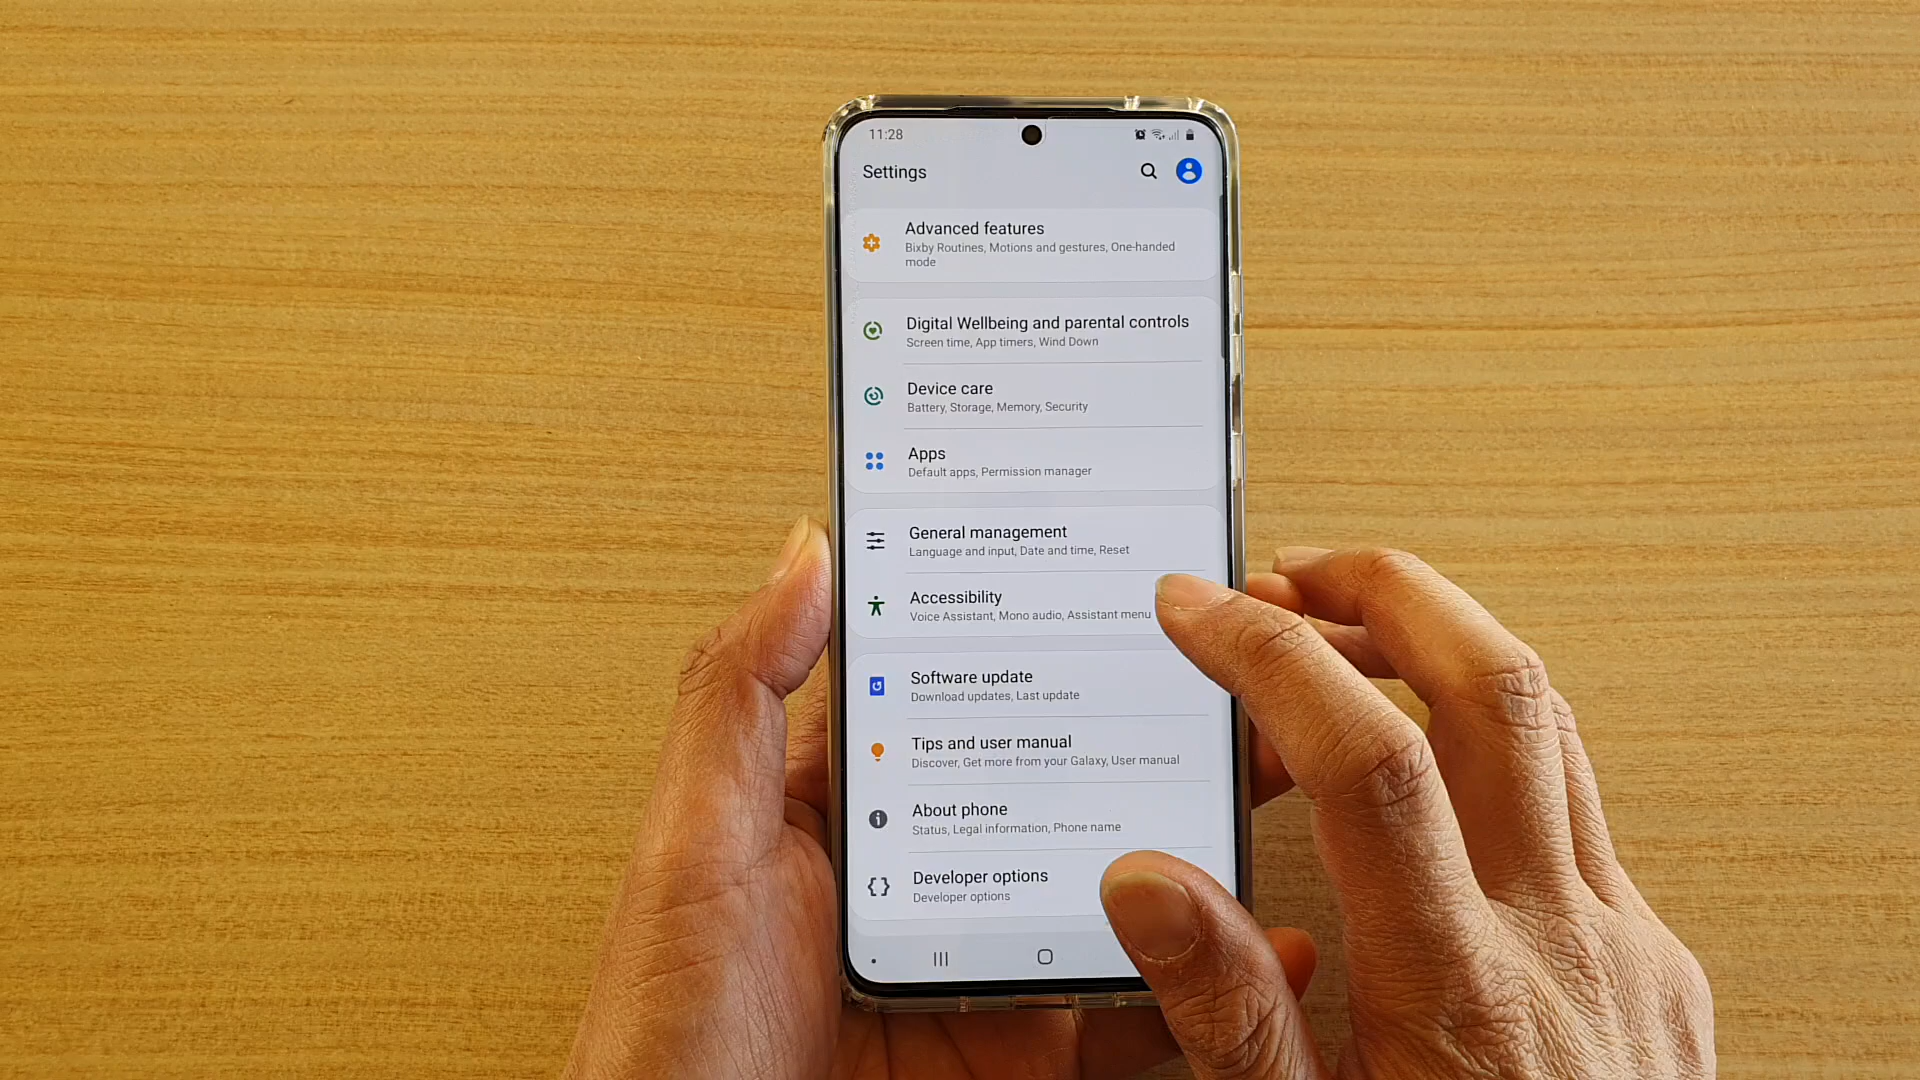 11:28
Settings
Advanced features
Bixby Routines, Motions and gestures, One-handed
mode
Digital Wellbeing and parental controls
Screen time, App timers, Wind Down
Device care
Battery, Storage, Memory, Security
Apps
Default apps, Permission manager
General management
Language and input, Date and time, Reset
Accessibility
Voice Assistant, Mono audio, Assistant menu
Software update
Download updates, Last update
Tips and user manual
Discover, Get more from your Galaxy, User manual
About phone
Status, Legal information, Phone name
Developer options
Developer options